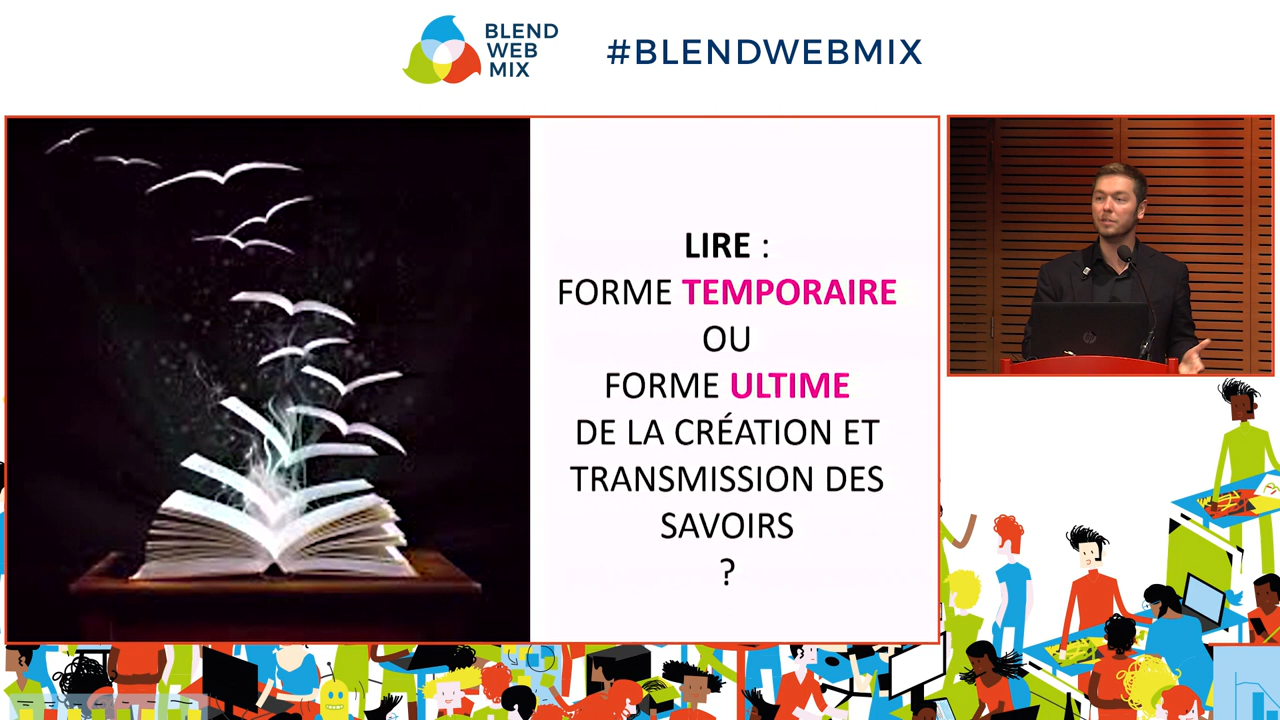 BLEND
WEB
MIX
#BLENDWEBMIX
LIRE :
FORME TEMPORAIRE
OU
FORME ULTIME
DE LA CRÉATION ET
TRANSMISSION DES
SAVOIRS
?